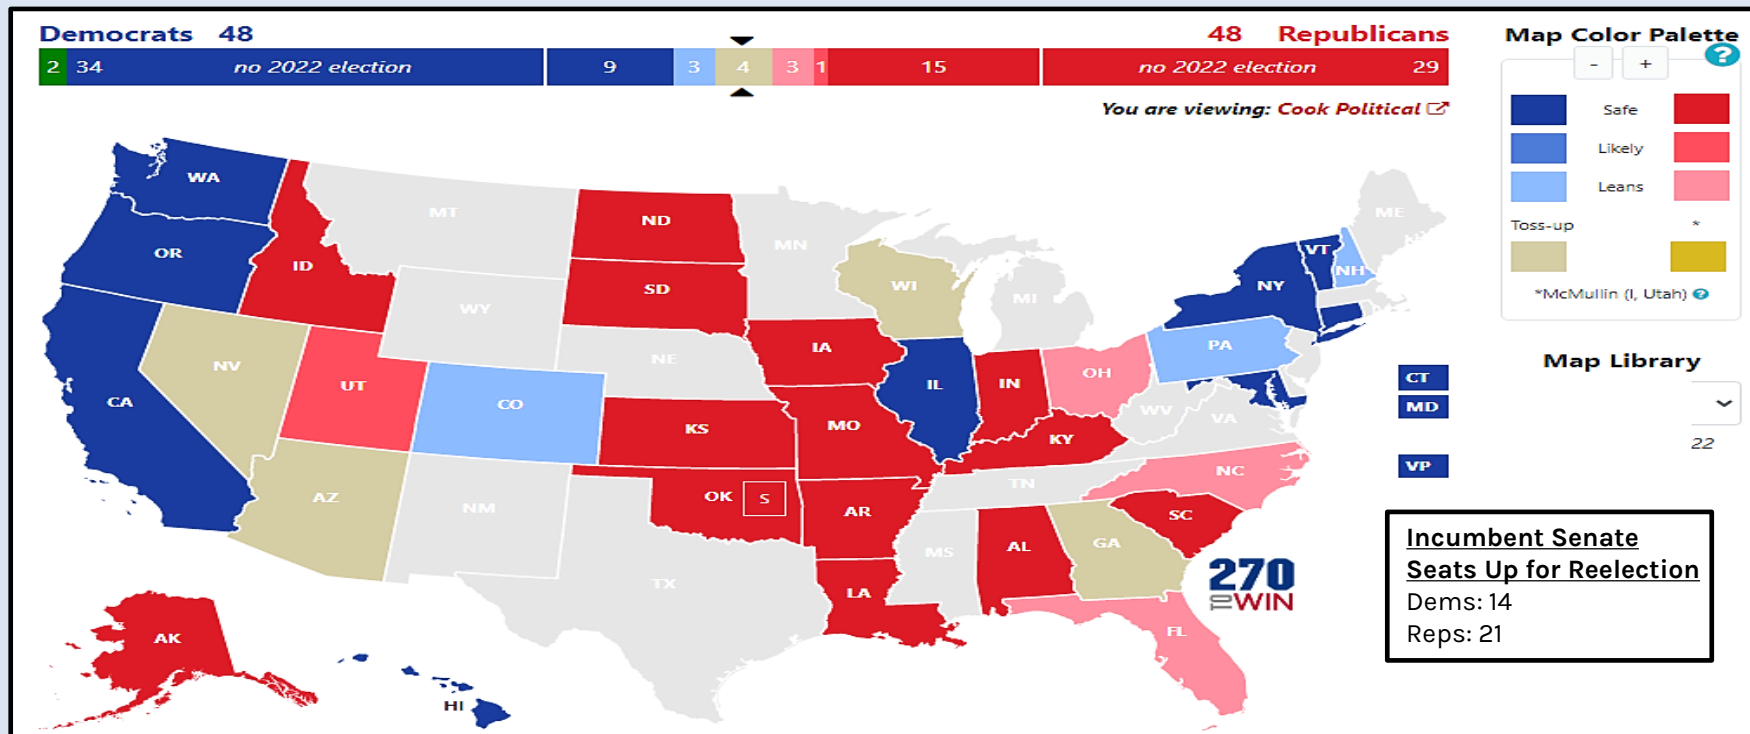 Democrats 48
48 Republicans
2 34 no 2022 election 9 3 4 3 1 15 no 2022 election 29
You are viewing: Cook Political
Map Color Palette
?
- +
Safe
Likely
Leans
Toss-up *
*McMullin (I, Utah) ?
Map Library
22
WA
OR
CA
ID
NV
UT
AZ
MT
WY
CO
NM
ND
SD
NE
KS
OK S
TX
MN
IA
MO
AR
LA
WI
IL
MI
IN
OH
KY
TN
MS
AL
GA
FL
SC
NC
WV
VA
PA
NY
VT
NH
ME
AK
HI
CT
MD
VP
270
TO WIN
Incumbent Senate
Seats Up for Reelection
Dems: 14
Reps: 21